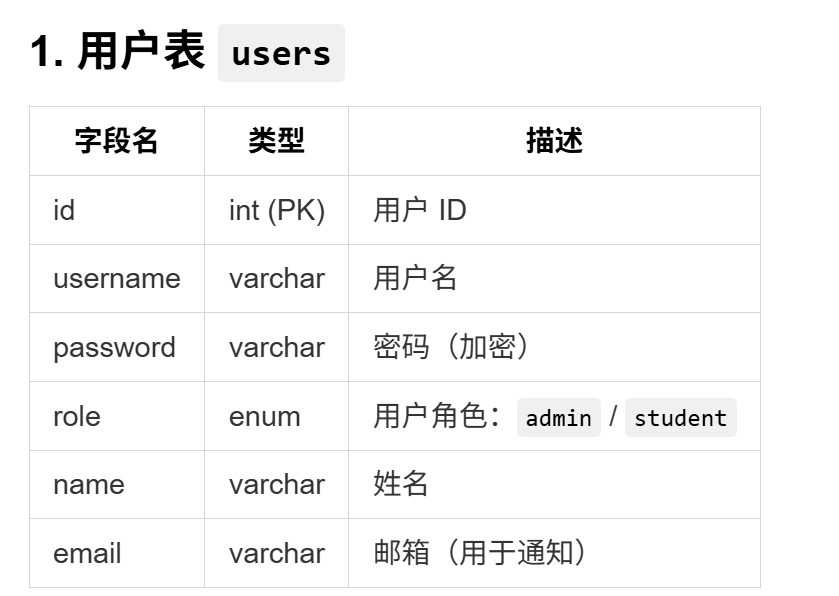 1. 用户表 users
字段名 类型 描述
id int (PK) 用户 ID
username varchar 用户名
password varchar 密码（加密）
role enum 用户角色：admin / student
name varchar 姓名
email varchar 邮箱（用于通知）